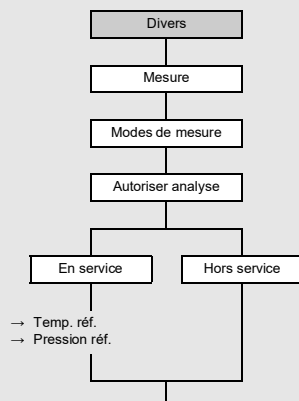 Divers
Mesure
Modes de mesure
Autoriser analyse
En service
Hors service
→ Temp. réf.
→ Pression réf.